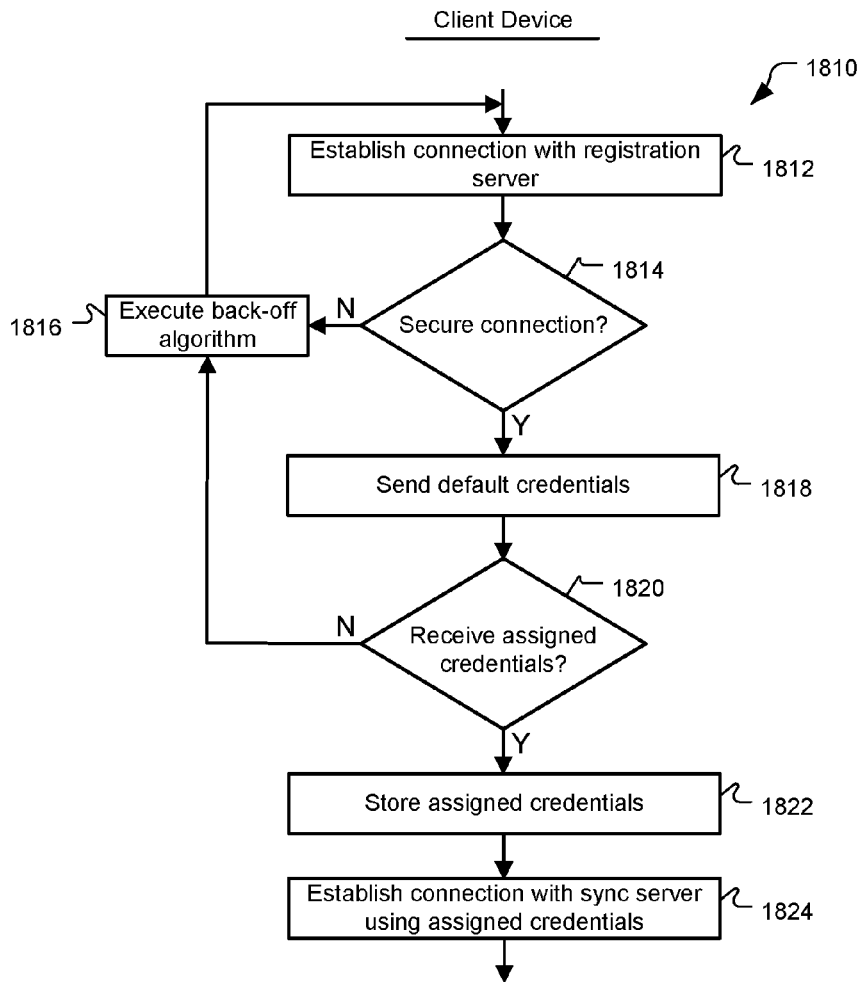 Client Device
1810
Establish connection with registration
server
1812
1814
Secure connection?
N
Execute back-off
algorithm
1816
Y
Send default credentials
1818
1820
Receive assigned
credentials?
N
Y
Store assigned credentials
1822
Establish connection with sync server
using assigned credentials
1824